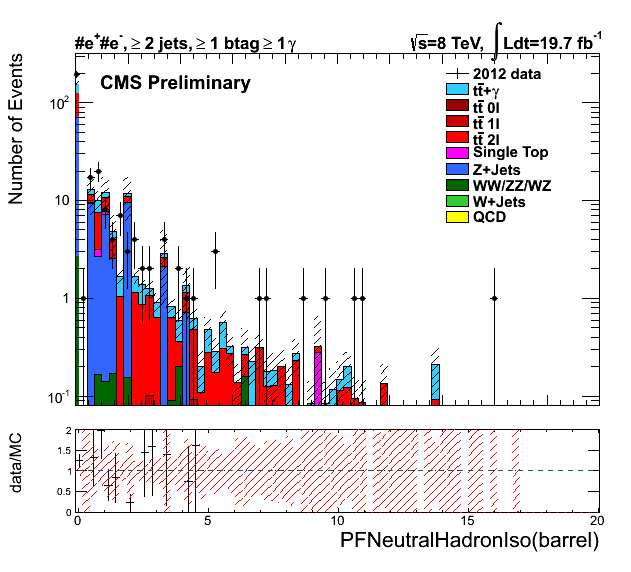 #e⁺#e⁻, ≥ 2 jets, ≥ 1 btag ≥ 1 γ
√s=8 TeV, ∫ Ldt=19.7 fb⁻¹
CMS Preliminary
2012 data
tt̄+γ
tt̄ 0l
tt̄ 1l
tt̄ 2l
Single Top
Z+Jets
WW/ZZ/WZ
W+Jets
QCD
Number of Events
10²
10
1
10⁻¹
data/MC
2
1.5
1
0.5
0
0 5 10 15 20
PFNeutralHadronIso(barrel)